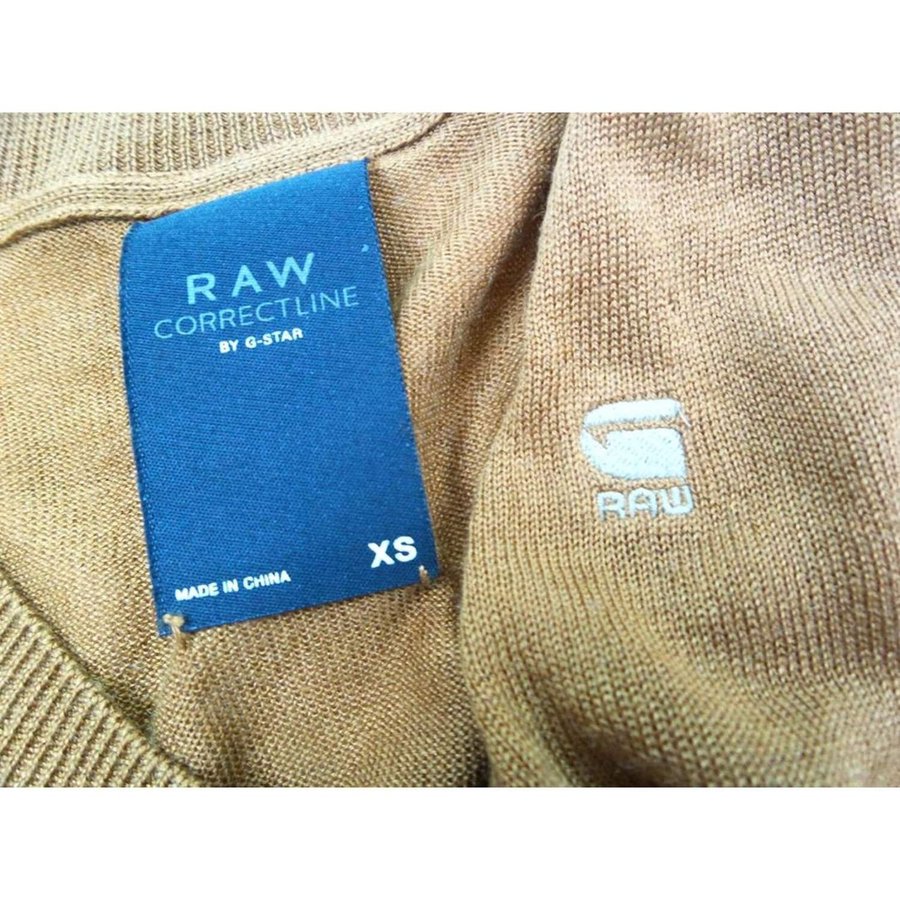 RAW
CORRECTLINE
BY G-STAR
XS
MADE IN CHINA
G
RAW